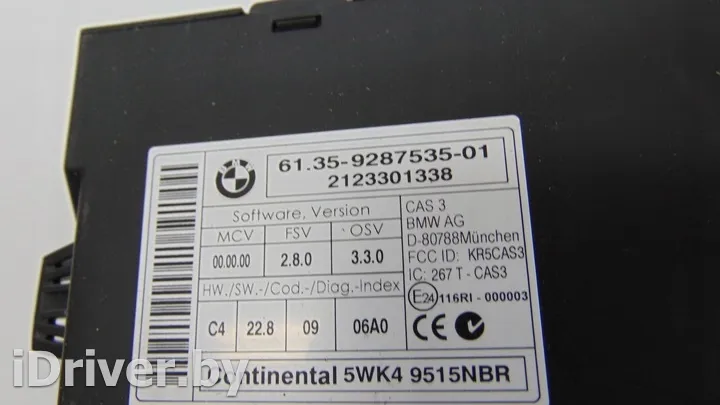 BMW
61.35-9287535-01
2123301338
Software, Version
MCV FSV OSV
00.00.00 2.8.0 3.3.0
HW./SW.-/Cod.-/Diag.-index
C4 22.8 09 06A0
CAS 3
BMW AG
D-80788München
FCC ID: KR5CAS3
IC: 267 T - CAS3
E24 116RI - 000003
CE
Continental 5WK4 9515NBR
iDriver.by